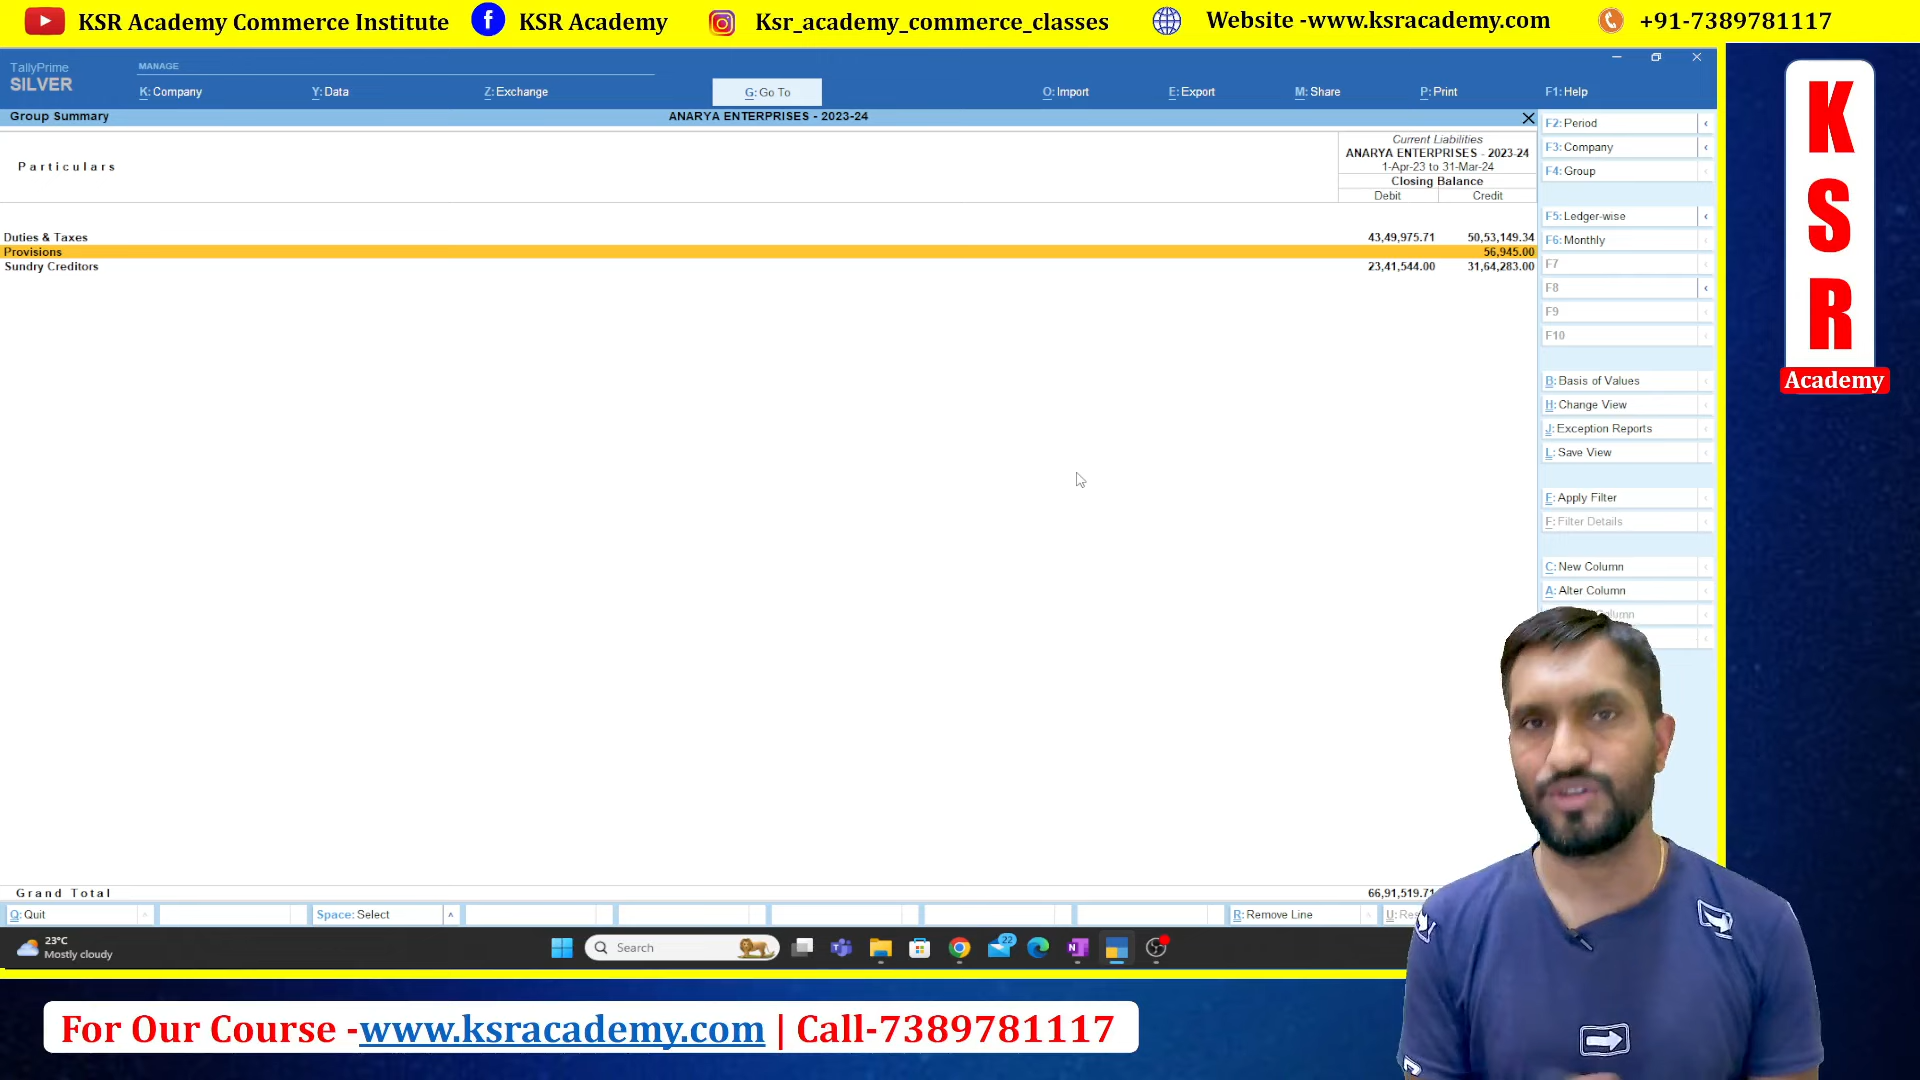 KSR Academy Commerce Institute
KSR Academy
Ksr_academy_commerce_classes
Website -www.ksracademy.com
+91-7389781117
TallyPrime
SILVER
MANAGE
K: Company
Y: Data
Z: Exchange
G: Go To
O: Import
E: Export
M: Share
P: Print
F1: Help
Group Summary
ANARYA ENTERPRISES - 2023-24
Particulars
Current Liabilities
ANARYA ENTERPRISES - 2023-24
1-Apr-23 to 31-Mar-24
Closing Balance
Debit Credit
Duties & Taxes 43,49,975.71 50,53,149.34
Provisions 56,945.00
Sundry Creditors 23,41,544.00 31,64,283.00
Grand Total 66,91,519.71
F2: Period
F3: Company
F4: Group
F5: Ledger-wise
F6: Monthly
F7
F8
F9
F10
B: Basis of Values
H: Change View
J: Exception Reports
L: Save View
F: Apply Filter
F: Filter Details
C: New Column
A: Alter Column
Q: Quit
Space: Select
R: Remove Line
U:
23°C
Mostly cloudy
Search
22
K
S
R
Academy
For Our Course -www.ksracademy.com | Call-7389781117